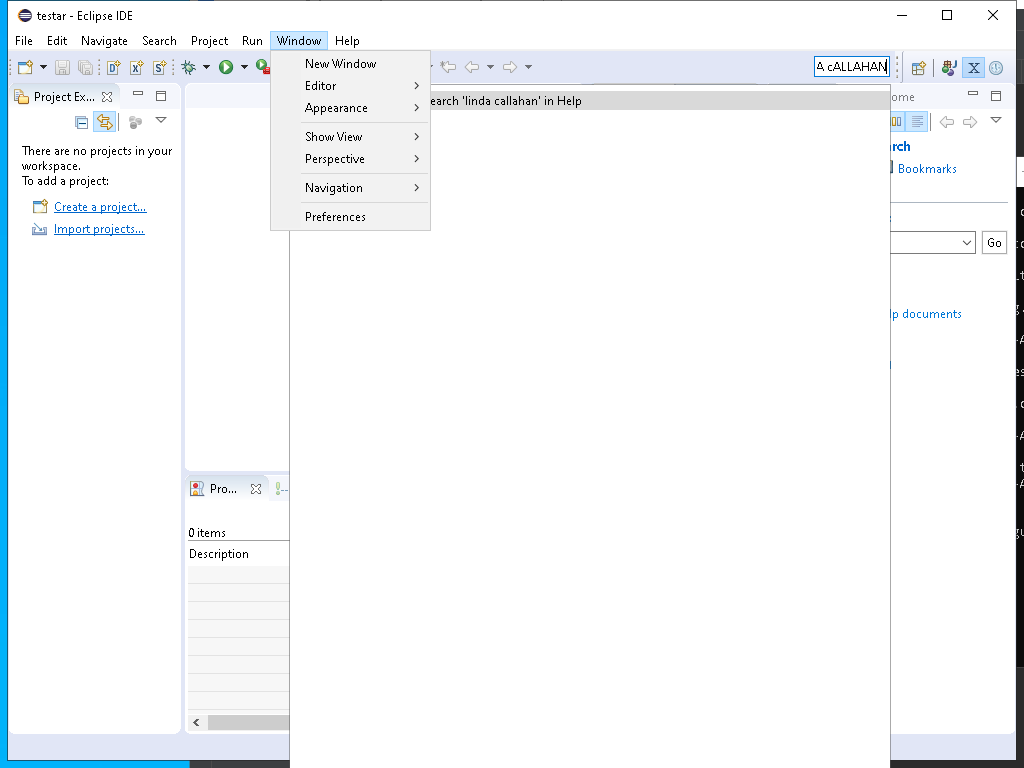 testar - Eclipse IDE
File Edit Navigate Search Project Run Window Help
New Window
Editor
Appearance
Show View
Perspective
Navigation
Preferences
A cALLAHAN
Project Ex...
There are no projects in your
workspace.
To add a project:
Create a project...
Import projects...
earch 'linda callahan' in Help
ome
rch
Bookmarks
Go
lp documents
Pro...
0 items
Description